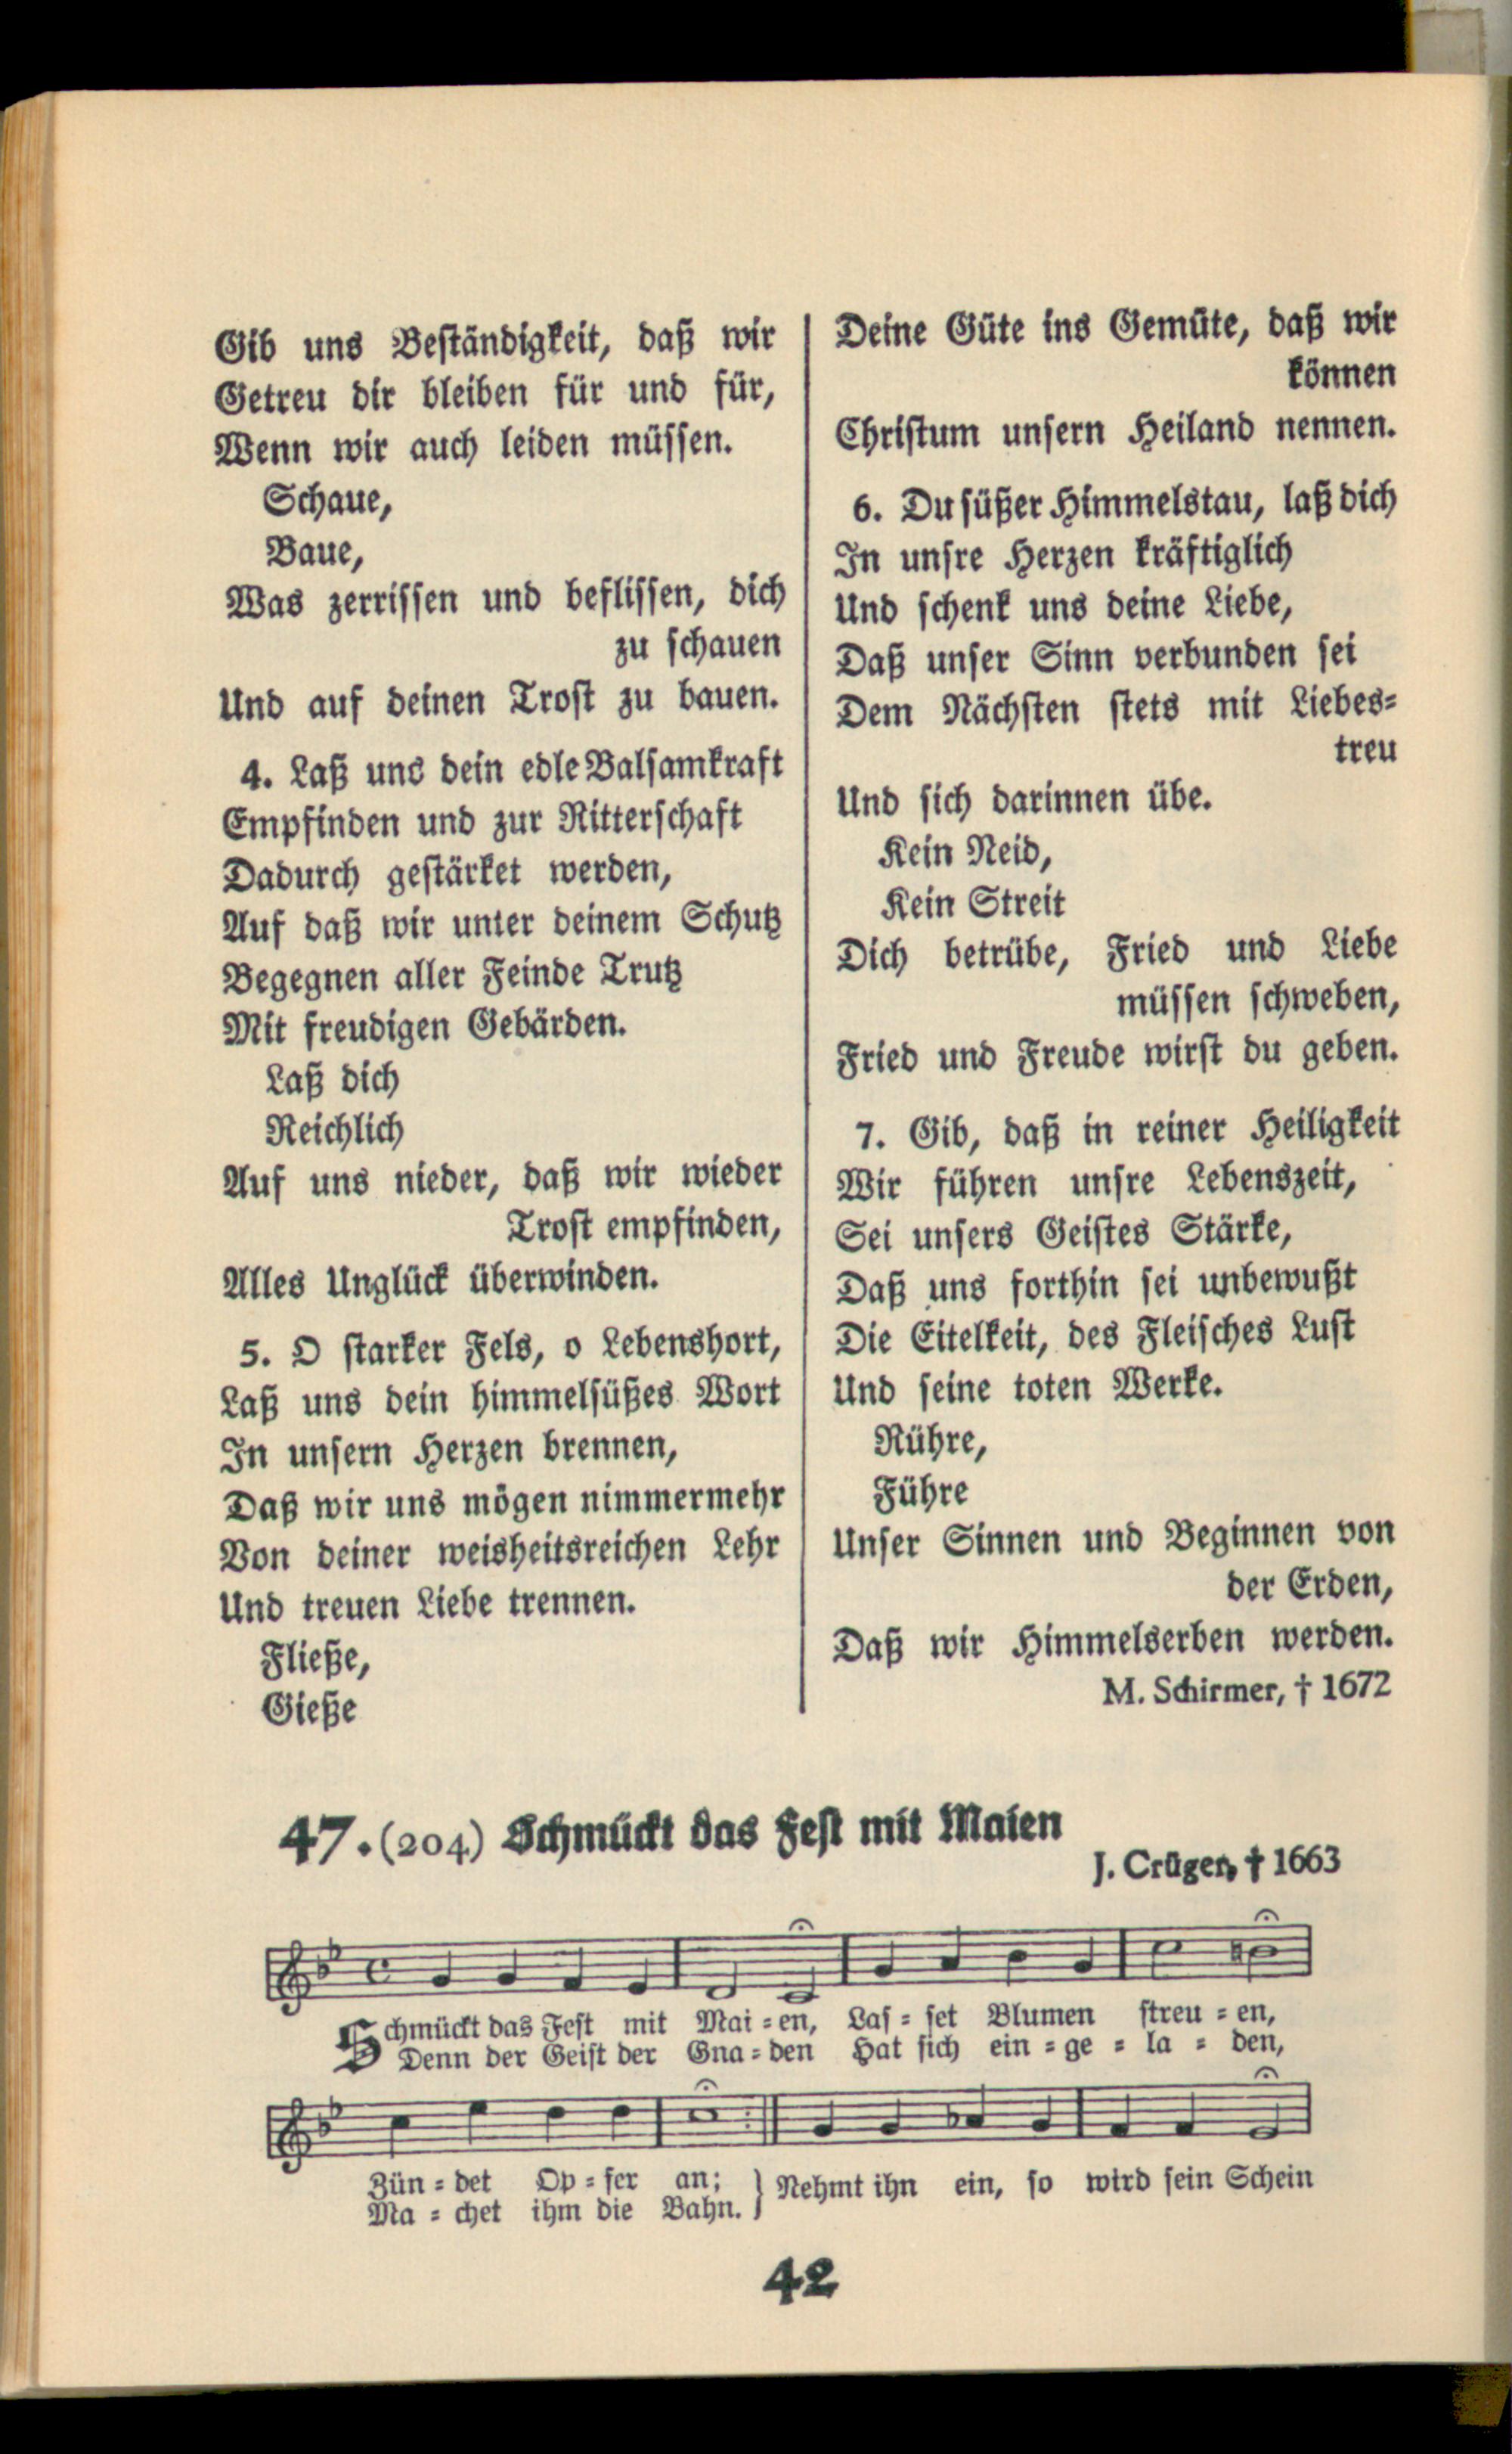 Gib uns Beständigkeit, daß wir
Getreu dir bleiben für und für,
Wenn wir auch leiden müssen.
Schaue,
Baue,
Was zerrissen und beflissen, dich
zu schauen
Und auf deinen Trost zu bauen.
4. Laß uns dein edle Balsamkraft
Empfinden und zur Ritterschaft
Dadurch gestärket werden,
Auf daß wir unter deinem Schutz
Begegnen aller Feinde Trutz
Mit freudigen Gebärden.
Laß dich
Reichlich
Auf uns nieder, daß wir wieder
Trost empfinden,
Alles Unglück überwinden.
5. O starker Fels, o Lebenshort,
Laß uns dein himmelsüßes Wort
In unsern Herzen brennen,
Daß wir uns mögen nimmermehr
Von deiner weisheitsreichen Lehr
Und treuen Liebe trennen.
Fließe,
Gieße
Deine Güte ins Gemüte, daß wir
können
Christum unsern Heiland nennen.
6. Du süßer Himmelstau, laß dich
In unsre Herzen kräftiglich
Und schenk uns deine Liebe,
Daß unser Sinn verbunden sei
Dem Nächsten stets mit Liebes-
treu
Und sich darinnen übe.
Kein Neid,
Kein Streit
Dich betrübe, Fried und Liebe
müssen schweben,
Fried und Freude wirst du geben.
7. Gib, daß in reiner Heiligkeit
Wir führen unsre Lebenszeit,
Sei unsers Geistes Stärke,
Daß uns forthin sei unbewußt
Die Eitelkeit, des Fleisches Lust
Und seine toten Werke.
Rühre,
Führe
Unser Sinnen und Beginnen von
der Erden,
Daß wir Himmelserben werden.
M. Schirmer, † 1672
47. (204) Schmückt das Fest mit Maien
J. Crüger, † 1663
Schmückt das Fest mit Mai-en, Las-set Blumen streu-en,
Denn der Geist der Gna-den Hat sich ein-ge-la-den,
Zün-det Op-fer an; } Nehmt ihn ein, so wird sein Schein
Ma-chet ihm die Bahn.
42